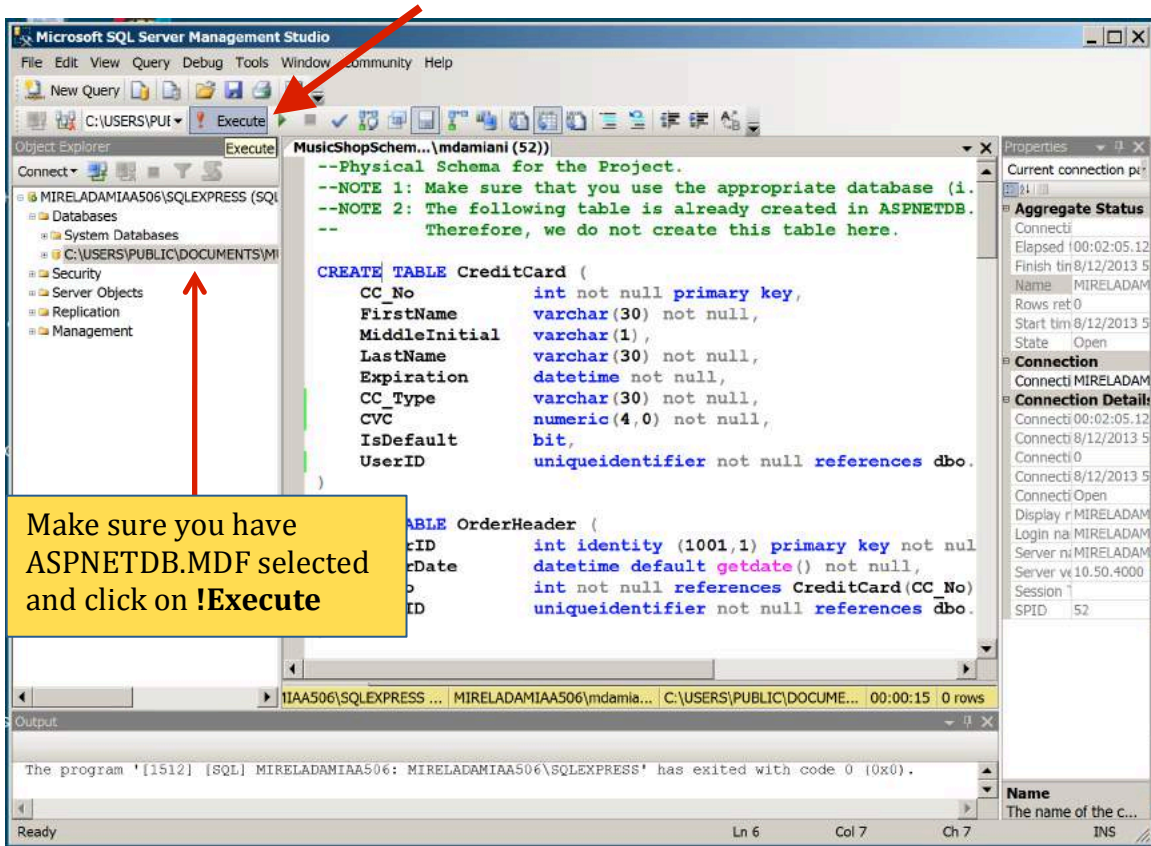 Microsoft SQL Server Management Studio
File Edit View Query Debug Tools Window Community Help
New Query
C:\USERS\PUE Execute
Object Explorer
Execute
MusicShopSchem...\mdamiani (52))
Properties
Connect
Current connection pa
MIRELADAMIAA506\SQLEXPRESS (SQL
Databases
System Databases
C:\USERS\PUBLIC\DOCUMENTS\M
Security
Server Objects
Replication
Management
--Physical Schema for the Project.
--NOTE 1: Make sure that you use the appropriate database (i.
--NOTE 2: The following table is already created in ASPNETDB.
-- Therefore, we do not create this table here.
CREATE TABLE CreditCard (
CC_No int not null primary key,
FirstName varchar(30) not null,
MiddleInitial varchar(1),
LastName varchar(30) not null,
Expiration datetime not null,
CC_Type varchar(30) not null,
CVC numeric(4,0) not null,
IsDefault bit,
UserID uniqueidentifier not null references dbo.
)
ABLE OrderHeader (
rID int identity (1001,1) primary key not nul
rDate datetime default getdate() not null,
int not null references CreditCard(CC_No)
ID uniqueidentifier not null references dbo.
Make sure you have
ASPNETDB.MDF selected
and click on !Execute
Aggregate Status
Connecti
Elapsed t 00:02:05.12
Finish tin 8/12/2013 5
Name MIRELADAM
Rows ret 0
Start tim 8/12/2013 5
State Open
Connection
Connecti MIRELADAM
Connection Details
Connecti 00:02:05.12
Connecti 8/12/2013 5
Connecti 0
Connecti 8/12/2013 5
Connecti Open
Display r MIRELADAM
Login na MIRELADAM
Server na MIRELADAM
Server ve 10.50.4000
Session
SPID 52
Name
The name of the c...
IIAA506\SQLEXPRESS ... MIRELADAMIAA506\mdamia... C:\USERS\PUBLIC\DOCUME... 00:00:15 0 rows
Output
The program '[1512] [SQL] MIRELADAMIAA506: MIRELADAMIAA506\SQLEXPRESS' has exited with code 0 (0x0).
Ready Ln 6 Col 7 Ch 7 INS